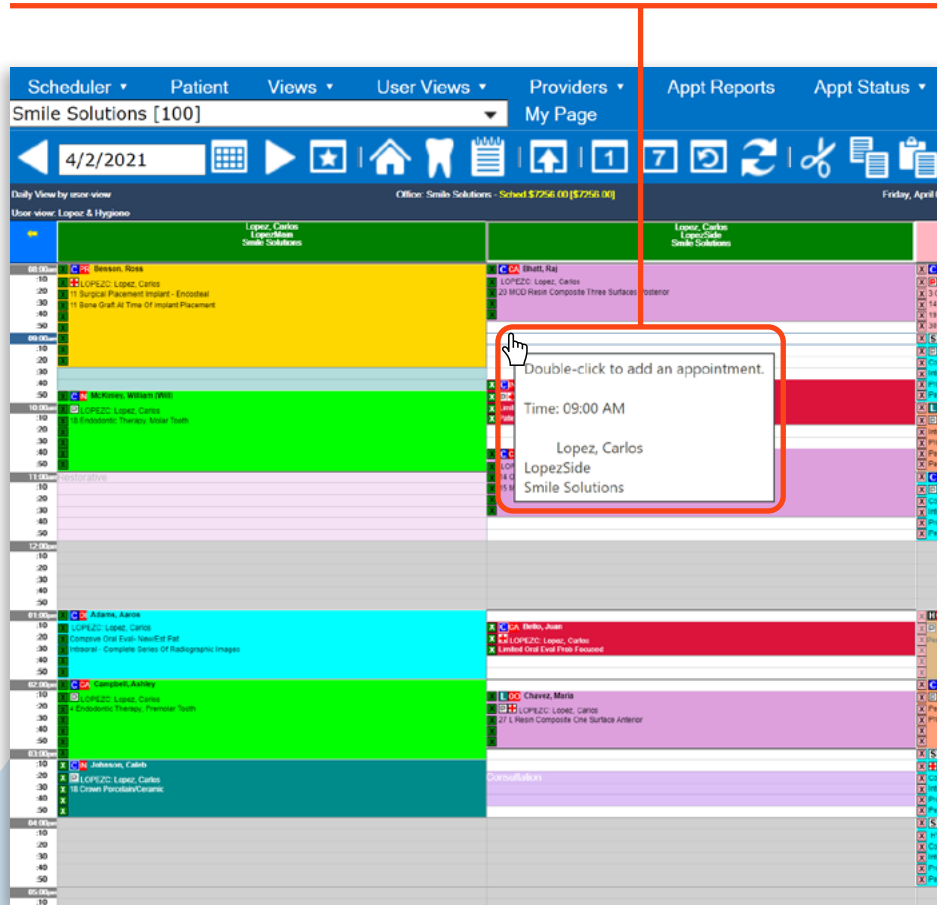 Scheduler Patient Views User Views Providers Appt Reports Appt Status
Smile Solutions [100] My Page
4/2/2021 1 7
Daily View by user-view Office: Smile Solutions - Sched $7256.00 [$7256.00] Friday, April
User view: Lopez & Hygiene
Lopez, Carlos
LopezMain
Smile Solutions
Lopez, Carlos
LopezSide
Smile Solutions
08:00am
:10
:20
:30
:40
:50
09:00am
:10
:20
:30
:40
:50
10:00am
:10
:20
:30
:40
:50
11:00am
:10
:20
:30
:40
:50
12:00pm
:10
:20
:30
:40
:50
01:00pm
:10
:20
:30
:40
:50
02:00pm
:10
:20
:30
:40
:50
03:00pm
:10
:20
:30
:40
:50
04:00pm
:10
:20
:30
:40
:50
05:00pm
:10
C PR Benson, Ross
LOPEZC: Lopez, Carlos
11 Surgical Placement Implant - Endosteal
11 Bone Graft At Time Of Implant Placement
C IN McKinley, William (Will)
LOPEZC: Lopez, Carlos
18 Endodontic Therapy, Molar Tooth
Restorative
Adams, Aaron
LOPEZC: Lopez, Carlos
Compsve Oral Eval- New/Est Pat
Intraoral - Complete Series Of Radiographic Images
C CA Campbell, Ashley
LOPEZC: Lopez, Carlos
4 Endodontic Therapy, Premolar Tooth
C IN Johnson, Caleb
LOPEZC: Lopez, Carlos
18 Crown Porcelain/Ceramic
C CA Bhatt, Raj
LOPEZC: Lopez, Carlos
20 MOD Resin Composite Three Surfaces Posterior
Double-click to add an appointment.
Time: 09:00 AM
Lopez, Carlos
LopezSide
Smile Solutions
C CA Bello, Juan
LOPEZC: Lopez, Carlos
Limited Oral Eval Prob Focused
L Chavez, Maria
LOPEZC: Lopez, Carlos
27 L Resin Composite One Surface Anterior
Consultation